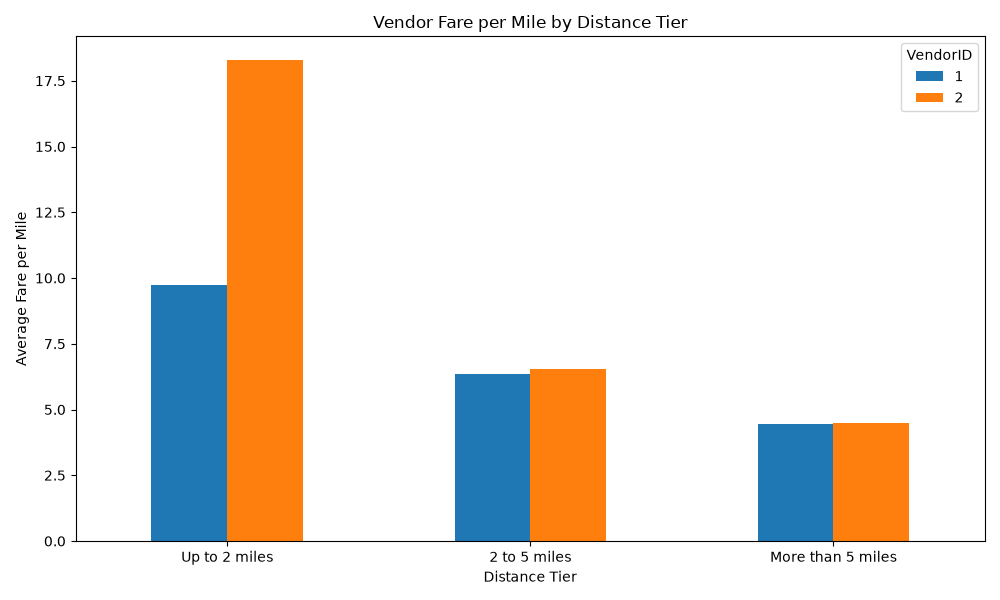 Vendor Fare per Mile by Distance Tier
VendorID
1
2
Average Fare per Mile
17.5
15.0
12.5
10.0
7.5
5.0
2.5
0.0
Up to 2 miles
2 to 5 miles
More than 5 miles
Distance Tier